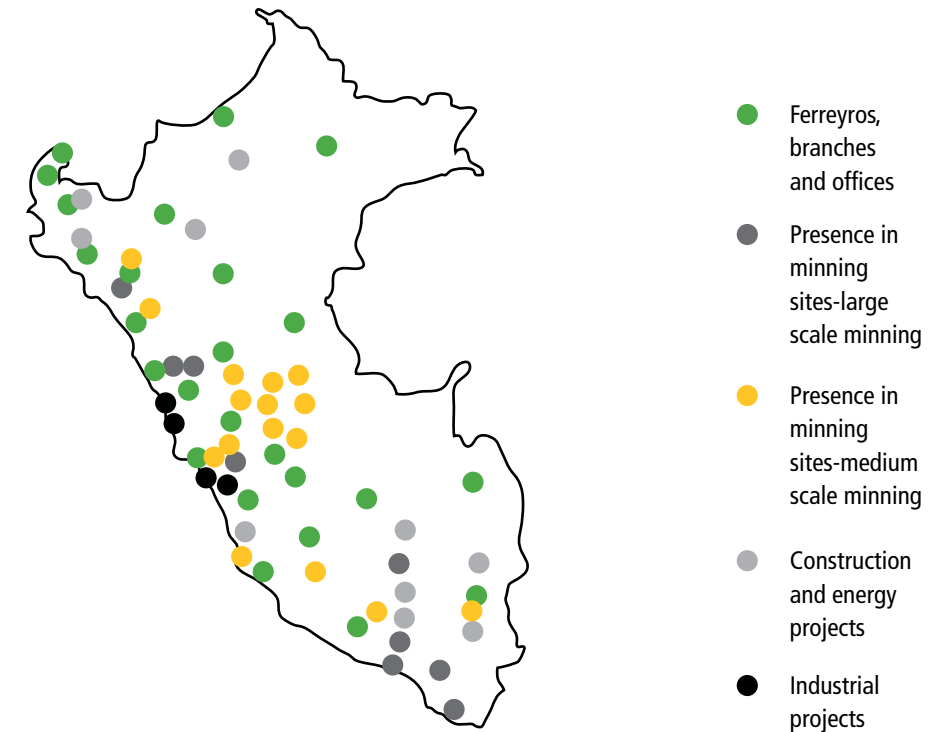 Ferreyros,
branches
and offices
Presence in
minning
sites-large
scale minning
Presence in
minning
sites-medium
scale minning
Construction
and energy
projects
Industrial
projects